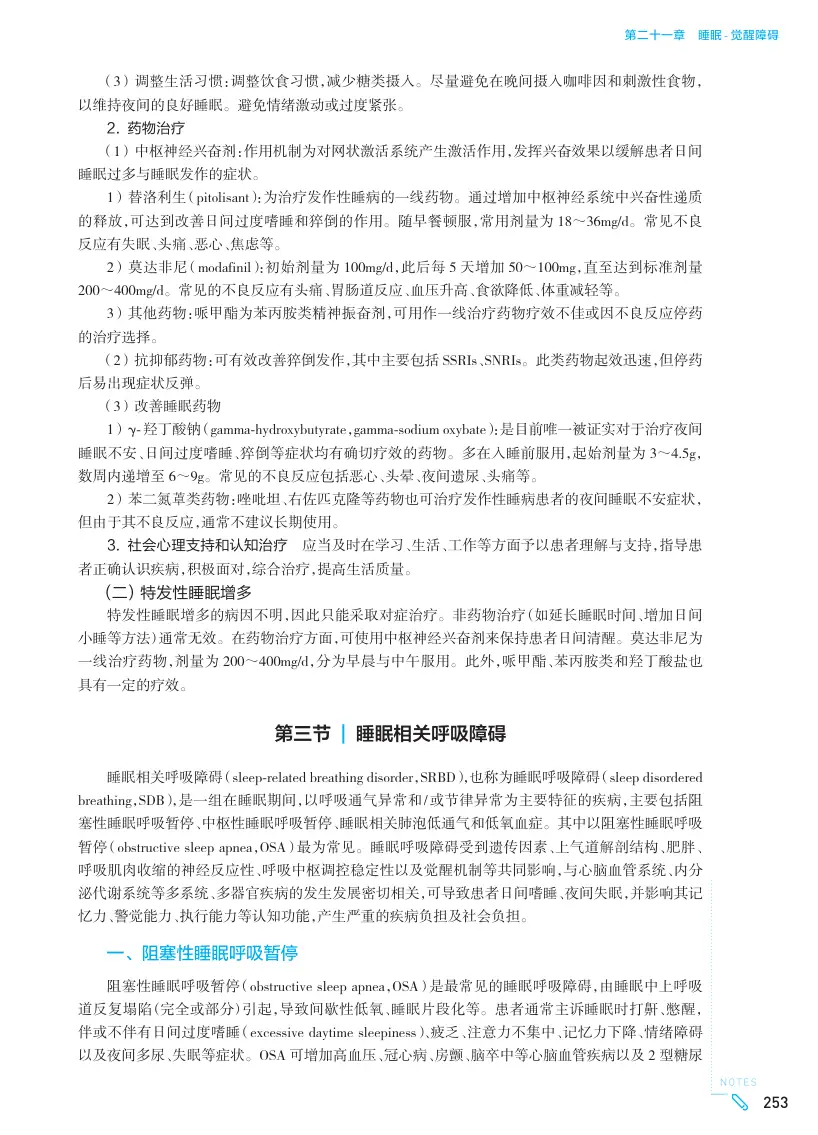 第二十一章　睡眠-觉醒障碍
（3）调整生活习惯：调整饮食习惯，减少糖类摄入。尽量避免在晚间摄入咖啡因和刺激性食物，
以维持夜间的良好睡眠。避免情绪激动或过度紧张。
2. 药物治疗
（1）中枢神经兴奋剂：作用机制为对网状激活系统产生激活作用，发挥兴奋效果以缓解患者日间
睡眠过多与睡眠发作的症状。
1）替洛利生（pitolisant）：为治疗发作性睡病的一线药物。通过增加中枢神经系统中兴奋性递质
的释放，可达到改善日间过度嗜睡和猝倒的作用。随早餐顿服，常用剂量为 18～36mg/d。常见不良
反应有失眠、头痛、恶心、焦虑等。
2）莫达非尼（modafinil）：初始剂量为 100mg/d，此后每 5 天增加 50～100mg，直至达到标准剂量
200～400mg/d。常见的不良反应有头痛、胃肠道反应、血压升高、食欲降低、体重减轻等。
3）其他药物：哌甲酯为苯丙胺类精神振奋剂，可用作一线治疗药物疗效不佳或因不良反应停药
的治疗选择。
（2）抗抑郁药物：可有效改善猝倒发作，其中主要包括 SSRIs、SNRIs。此类药物起效迅速，但停药
后易出现症状反弹。
（3）改善睡眠药物
1）γ-羟丁酸钠（gamma-hydroxybutyrate，gamma-sodium oxybate）：是目前唯一被证实对于治疗夜间
睡眠不安、日间过度嗜睡、猝倒等症状均有确切疗效的药物。多在入睡前服用，起始剂量为 3～4.5g，
数周内递增至 6～9g。常见的不良反应包括恶心、头晕、夜间遗尿、头痛等。
2）苯二氮䓬类药物：唑吡坦、右佐匹克隆等药物也可治疗发作性睡病患者的夜间睡眠不安症状，
但由于其不良反应，通常不建议长期使用。
3. 社会心理支持和认知治疗　应当及时在学习、生活、工作等方面予以患者理解与支持，指导患
者正确认识疾病，积极面对，综合治疗，提高生活质量。
（二）特发性睡眠增多
特发性睡眠增多的病因不明，因此只能采取对症治疗。非药物治疗（如延长睡眠时间、增加日间
小睡等方法）通常无效。在药物治疗方面，可使用中枢神经兴奋剂来保持患者日间清醒。莫达非尼为
一线治疗药物，剂量为 200～400mg/d，分为早晨与中午服用。此外，哌甲酯、苯丙胺类和羟丁酸盐也
具有一定的疗效。
第三节｜睡眠相关呼吸障碍
睡眠相关呼吸障碍（sleep-related breathing disorder，SRBD），也称为睡眠呼吸障碍（sleep disordered
breathing，SDB），是一组在睡眠期间，以呼吸通气异常和/或节律异常为主要特征的疾病，主要包括阻
塞性睡眠呼吸暂停、中枢性睡眠呼吸暂停、睡眠相关肺泡低通气和低氧血症。其中以阻塞性睡眠呼吸
暂停（obstructive sleep apnea，OSA）最为常见。睡眠呼吸障碍受到遗传因素、上气道解剖结构、肥胖、
呼吸肌肉收缩的神经反应性、呼吸中枢调控稳定性以及觉醒机制等共同影响，与心脑血管系统、内分
泌代谢系统等多系统、多器官疾病的发生发展密切相关，可导致患者日间嗜睡、夜间失眠，并影响其记
忆力、警觉能力、执行能力等认知功能，产生严重的疾病负担及社会负担。
一、阻塞性睡眠呼吸暂停
阻塞性睡眠呼吸暂停（obstructive sleep apnea，OSA）是最常见的睡眠呼吸障碍，由睡眠中上呼吸
道反复塌陷（完全或部分）引起，导致间歇性低氧、睡眠片段化等。患者通常主诉睡眠时打鼾、憋醒，
伴或不伴有日间过度嗜睡（excessive daytime sleepiness）、疲乏、注意力不集中、记忆力下降、情绪障碍
以及夜间多尿、失眠等症状。OSA 可增加高血压、冠心病、房颤、脑卒中等心脑血管疾病以及 2 型糖尿
NOTES
253